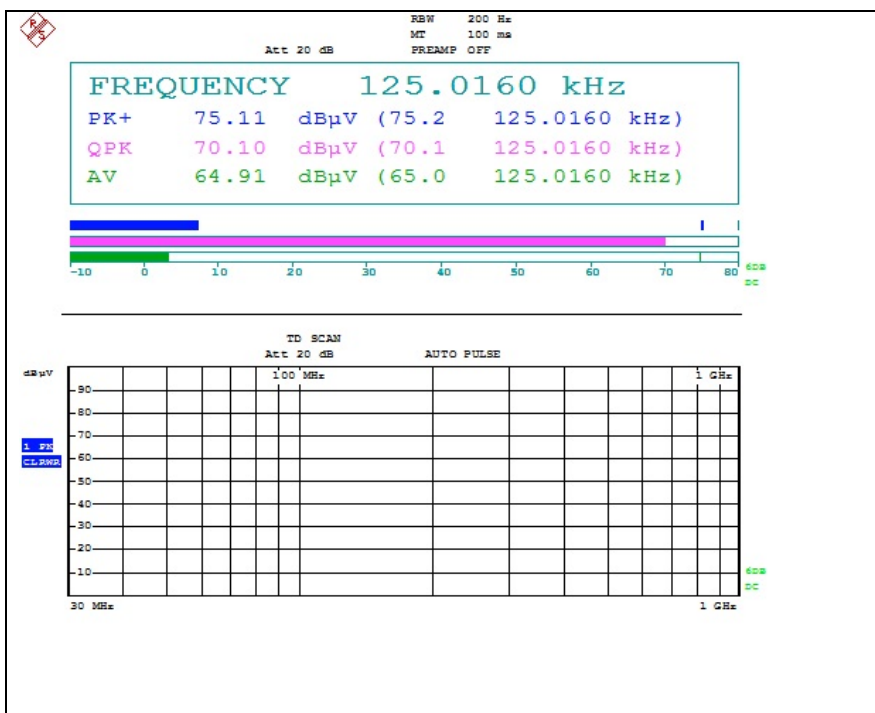 R S
RBW 200 Hz
MT 100 ms
Att 20 dB PREAMP OFF
FREQUENCY 125.0160 kHz
PK+ 75.11 dBµV (75.2 125.0160 kHz)
QPK 70.10 dBµV (70.1 125.0160 kHz)
AV 64.91 dBµV (65.0 125.0160 kHz)
-10 0 10 20 30 40 50 60 70 80
6DB
DC
TD SCAN
Att 20 dB AUTO PULSE
dBµV
100 MHz 1 GHz
90
80
70
1 PK
60
CLRWR
50
40
30
20
10
6DB
DC
30 MHz 1 GHz